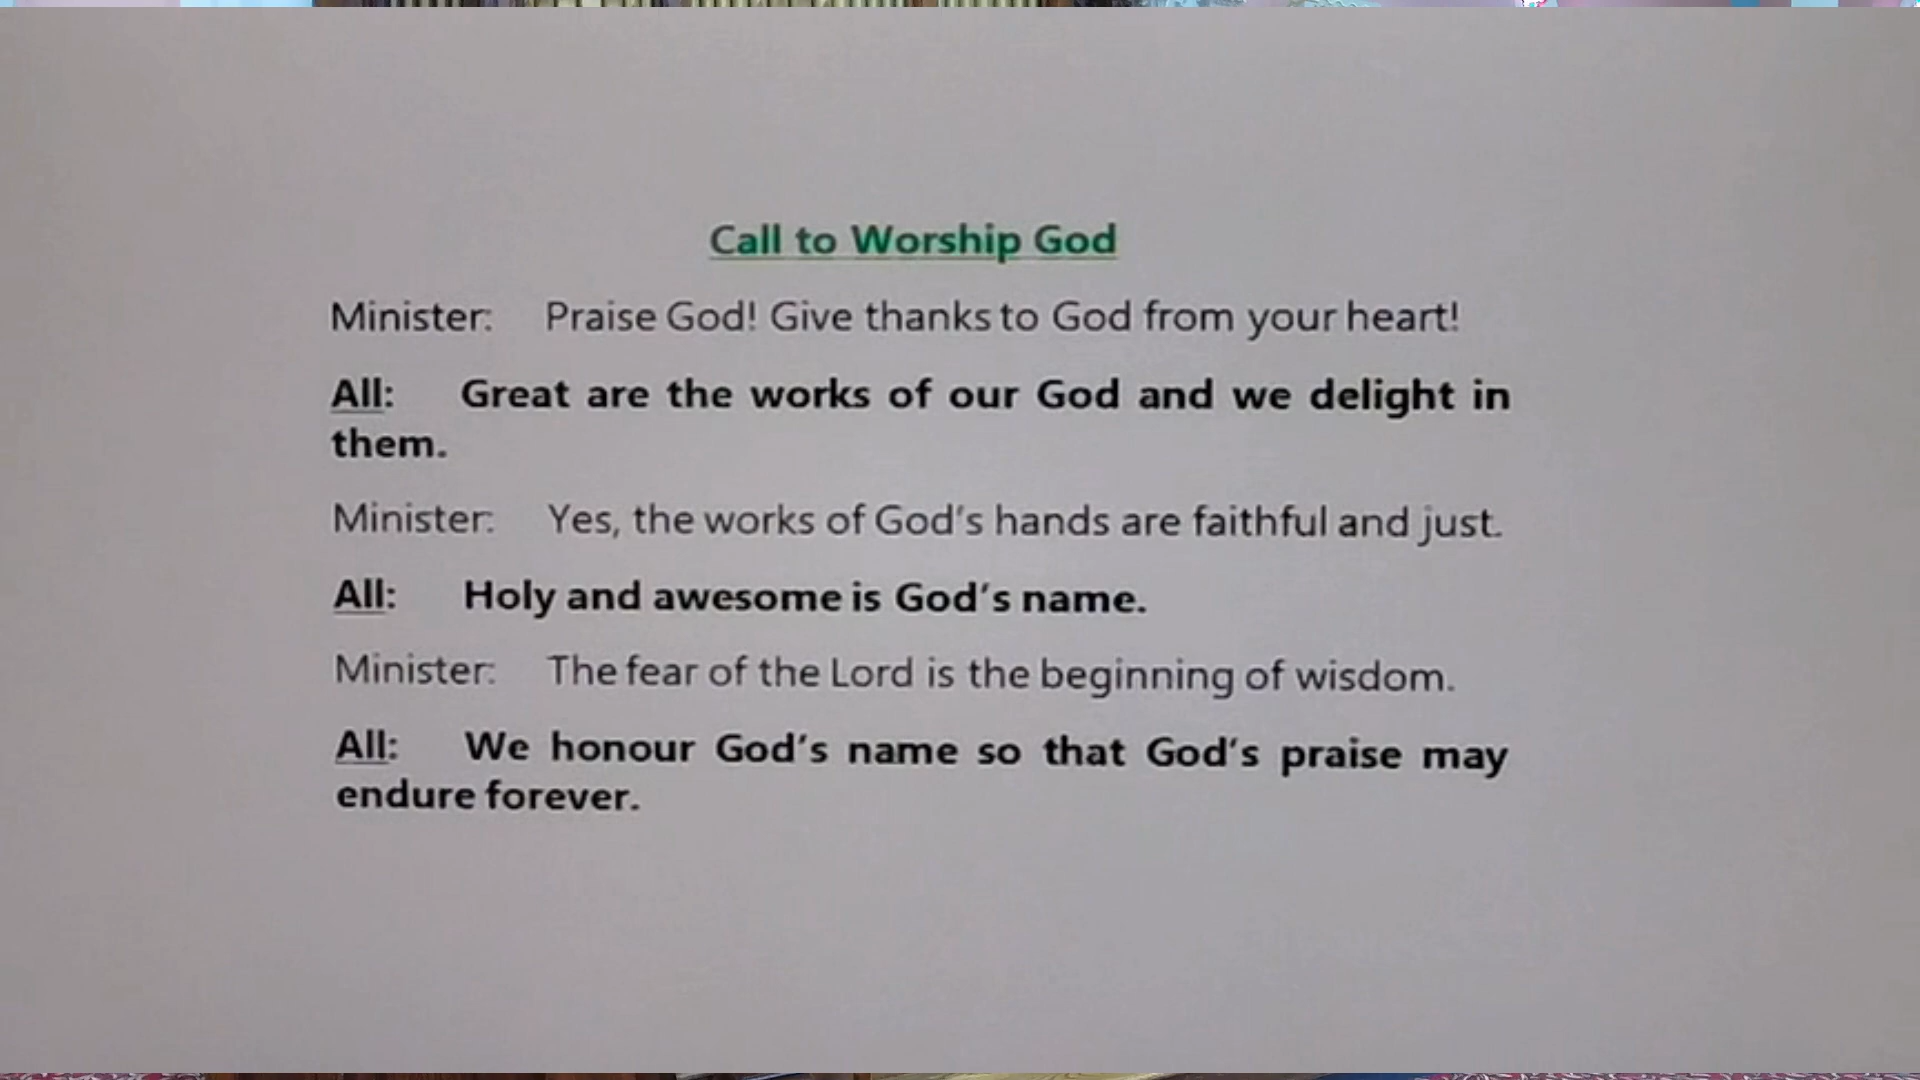 Call to Worship God
Minister: Praise God! Give thanks to God from your heart!
All: Great are the works of our God and we delight in
them.
Minister: Yes, the works of God's hands are faithful and just.
All: Holy and awesome is God's name.
Minister: The fear of the Lord is the beginning of wisdom.
All: We honour God's name so that God's praise may
endure forever.